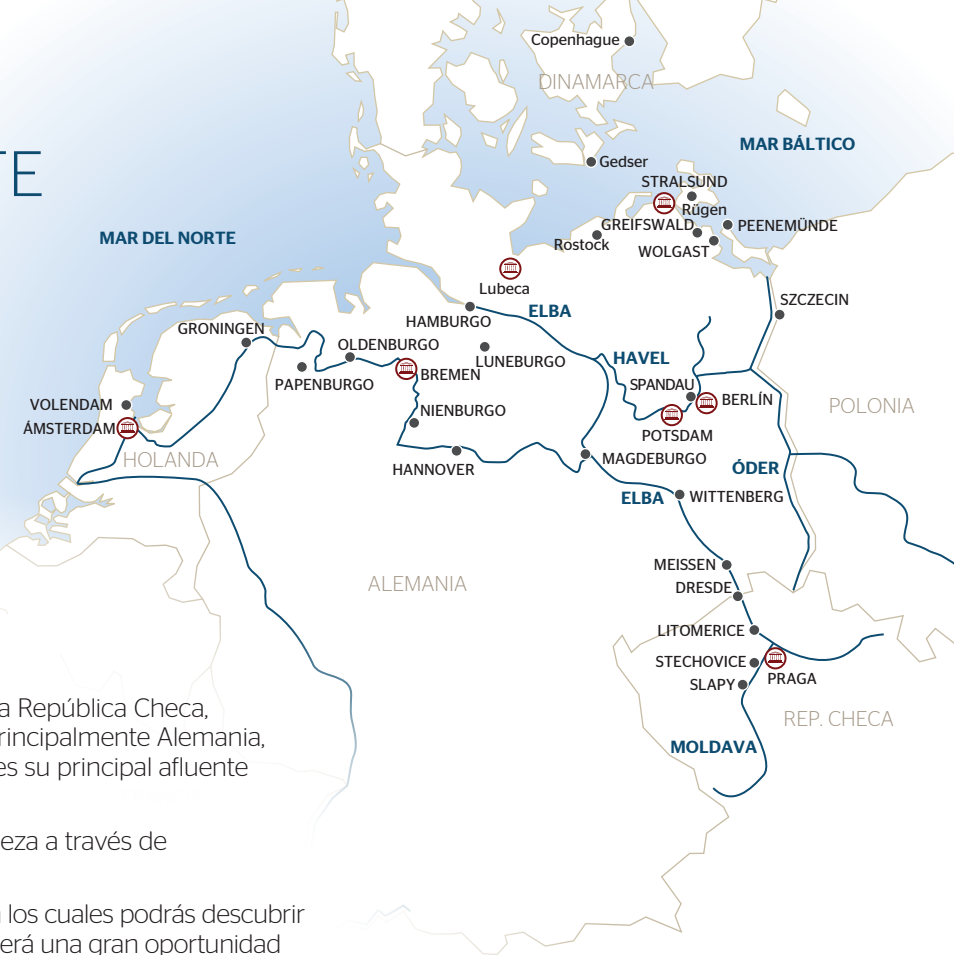 Copenhague
DINAMARCA
TE
MAR BÁLTICO
Gedser
STRALSUND
Rügen
GREIFSWALD
PEENEMÜNDE
MAR DEL NORTE
Rostock
WOLGAST
Lubeca
SZCZECIN
ELBA
HAMBURGO
GRONINGEN
OLDENBURGO
LUNEBURGO
HAVEL
PAPENBURGO
BREMEN
SPANDAU
BERLÍN
VOLENDAM
NIENBURGO
POLONIA
ÁMSTERDAM
POTSDAM
HOLANDA
HANNOVER
MAGDEBURGO
ÓDER
ELBA
WITTENBERG
MEISSEN
ALEMANIA
DRESDE
LITOMERICE
STECHOVICE
PRAGA
SLAPY
REP. CHECA
MOLDAVA
a República Checa,
rincipalmente Alemania,
es su principal afluente
eza a través de
los cuales podrás descubrir
erá una gran oportunidad